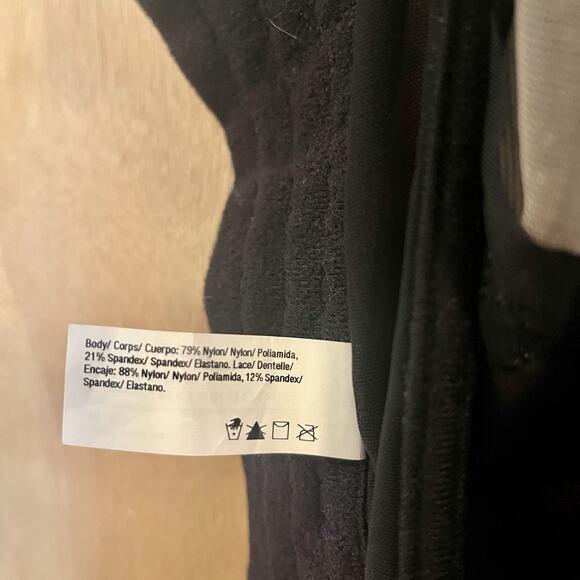 Body/ Corps/ Cuerpo: 79% Nylon/ Nylon/ Poliamida,
21% Spandex/ Spandex/ Elastano. Lace/ Dentelle/
Encaje: 88% Nylon/ Nylon/ Poliamida, 12% Spandex/
Spandex/ Elastano.